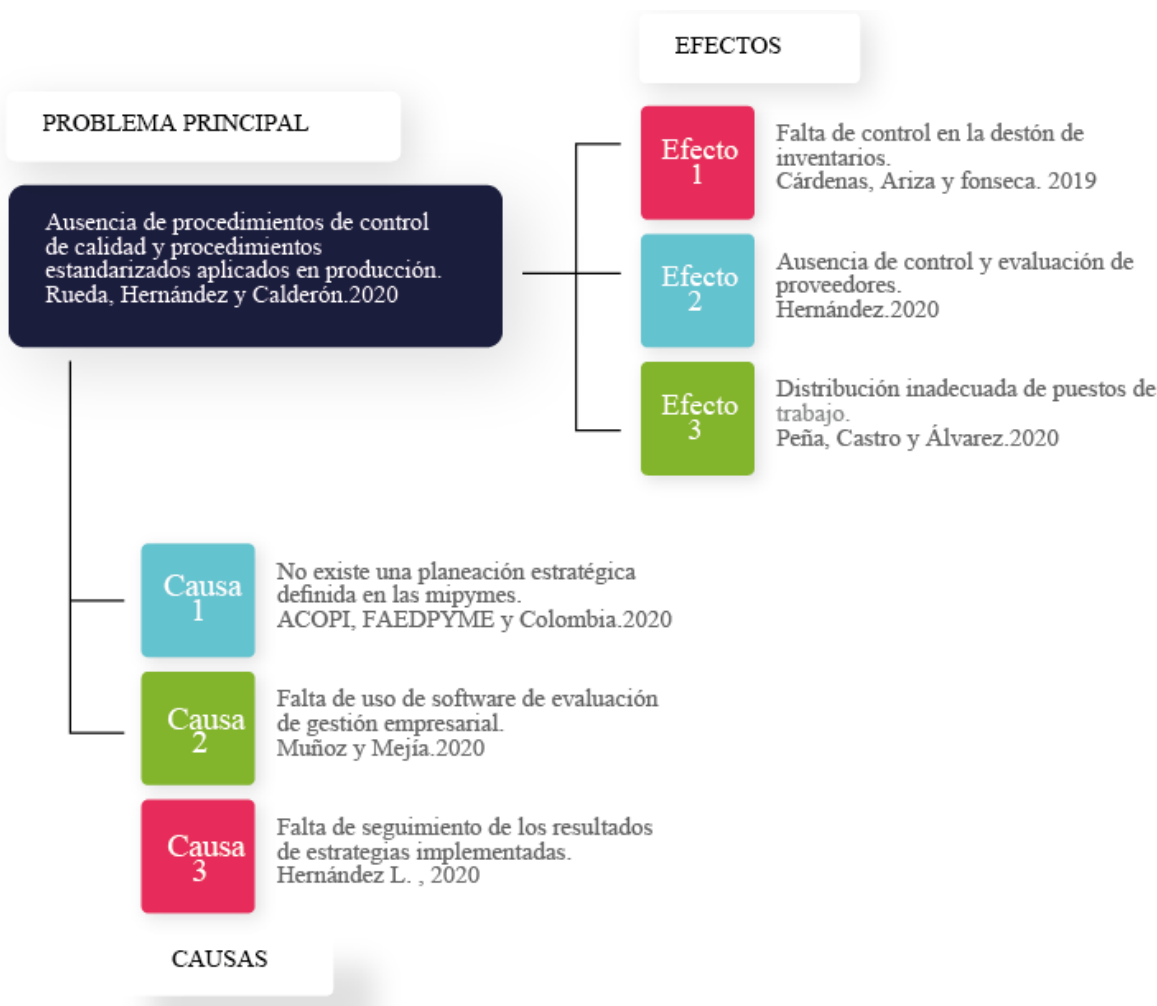 EFECTOS
PROBLEMA PRINCIPAL
Ausencia de procedimientos de control
de calidad y procedimientos
estandarizados aplicados en producción.
Rueda, Hernández y Calderón.2020
Efecto
1
Falta de control en la destón de
inventarios.
Cárdenas, Ariza y fonseca. 2019
Efecto
2
Ausencia de control y evaluación de
proveedores.
Hernández.2020
Efecto
3
Distribución inadecuada de puestos de
trabajo.
Peña, Castro y Álvarez.2020
Causa
1
No existe una planeación estratégica
definida en las mipymes.
ACOPI, FAEDPYME y Colombia.2020
Causa
2
Falta de uso de software de evaluación
de gestión empresarial.
Muñoz y Mejía.2020
Causa
3
Falta de seguimiento de los resultados
de estrategias implementadas.
Hernández L. , 2020
CAUSAS